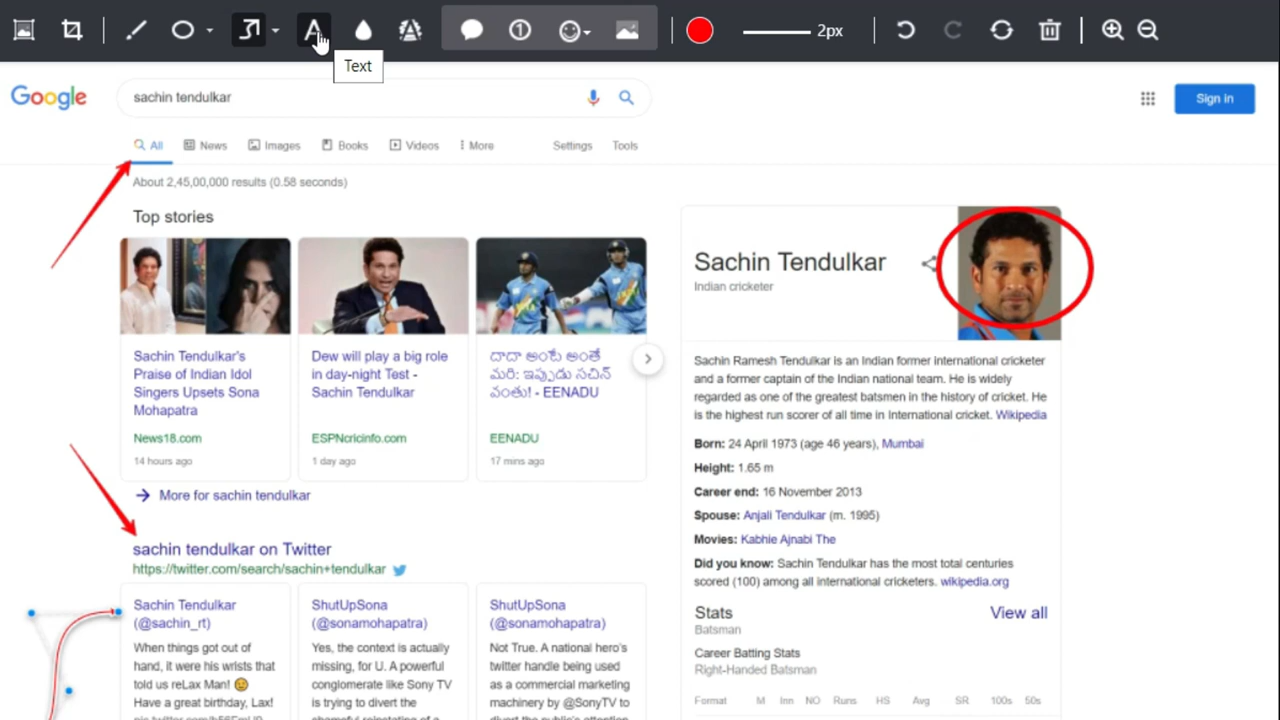 2px
Text
Google
sachin tendulkar
Sign in
All News Images Books Videos More Settings Tools
About 2,45,00,000 results (0.58 seconds)
Top stories
Sachin Tendulkar's
Praise of Indian Idol
Singers Upsets Sona
Mohapatra
News18.com
14 hours ago
Dew will play a big role
in day-night Test -
Sachin Tendulkar
ESPNcricinfo.com
1 day ago
దాదా అంటే అంతే
మరి: ఇప్పుడు సచిన్
వంతు! - EENADU
EENADU
17 mins ago
More for sachin tendulkar
sachin tendulkar on Twitter
https://twitter.com/search/sachin+tendulkar
Sachin Tendulkar
(@sachin_rt)
When things got out of
hand, it were his wrists that
told us reLax Man! 😉
Have a great birthday, Lax!
ShutUpSona
(@sonamohapatra)
Yes, the context is actually
missing, for U. A powerful
conglomerate like Sony TV
is trying to divert the
ShutUpSona
(@sonamohapatra)
Not True. A national hero's
twitter handle being used
as a commercial marketing
machinery by @SonyTV to
divert the public's attention
Sachin Tendulkar
Indian cricketer
Sachin Ramesh Tendulkar is an Indian former international cricketer
and a former captain of the Indian national team. He is widely
regarded as one of the greatest batsmen in the history of cricket. He
is the highest run scorer of all time in International cricket. Wikipedia
Born: 24 April 1973 (age 46 years), Mumbai
Height: 1.65 m
Career end: 16 November 2013
Spouse: Anjali Tendulkar (m. 1995)
Movies: Kabhie Ajnabi The
Did you know: Sachin Tendulkar has the most total centuries
scored (100) among all international cricketers. wikipedia.org
Stats View all
Batsman
Career Batting Stats
Right-Handed Batsman
Format M Inn NO Runs HS Avg SR 100s 50s